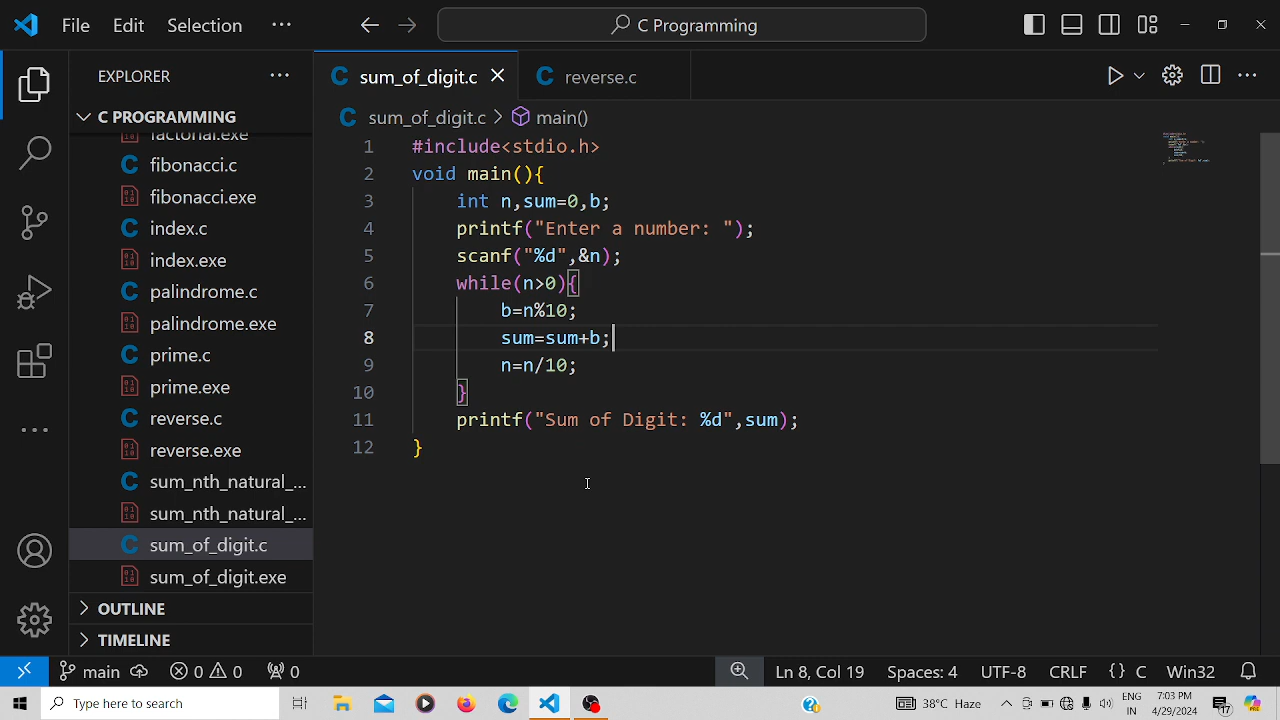 File Edit Selection ··· C Programming
EXPLORER ···
C PROGRAMMING
factorial.exe
fibonacci.c
fibonacci.exe
index.c
index.exe
palindrome.c
palindrome.exe
prime.c
prime.exe
reverse.c
reverse.exe
sum_nth_natural_...
sum_nth_natural_...
sum_of_digit.c
sum_of_digit.exe
OUTLINE
TIMELINE
C sum_of_digit.c C reverse.c
C sum_of_digit.c > main()
1 #include<stdio.h>
2 void main(){
3 int n,sum=0,b;
4 printf("Enter a number: ");
5 scanf("%d",&n);
6 while(n>0){
7 b=n%10;
8 sum=sum+b;
9 n=n/10;
10 }
11 printf("Sum of Digit: %d",sum);
12 }
main 0 0 0 Ln 8, Col 19 Spaces: 4 UTF-8 CRLF {} C Win32
Type here to search 38°C Haze ENG IN 7:03 PM 4/29/2024 7